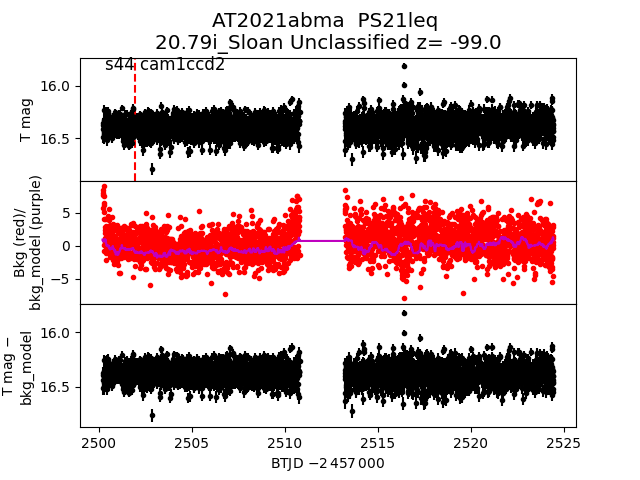 AT2021abma PS21leq
20.79i_Sloan Unclassified z= -99.0
s44 cam1ccd2
16.0
16.5
T mag
5
0
−5
Bkg (red)/
bkg_model (purple)
16.0
16.5
T mag −
bkg_model
2500 2505 2510 2515 2520 2525
BTJD −2 457 000